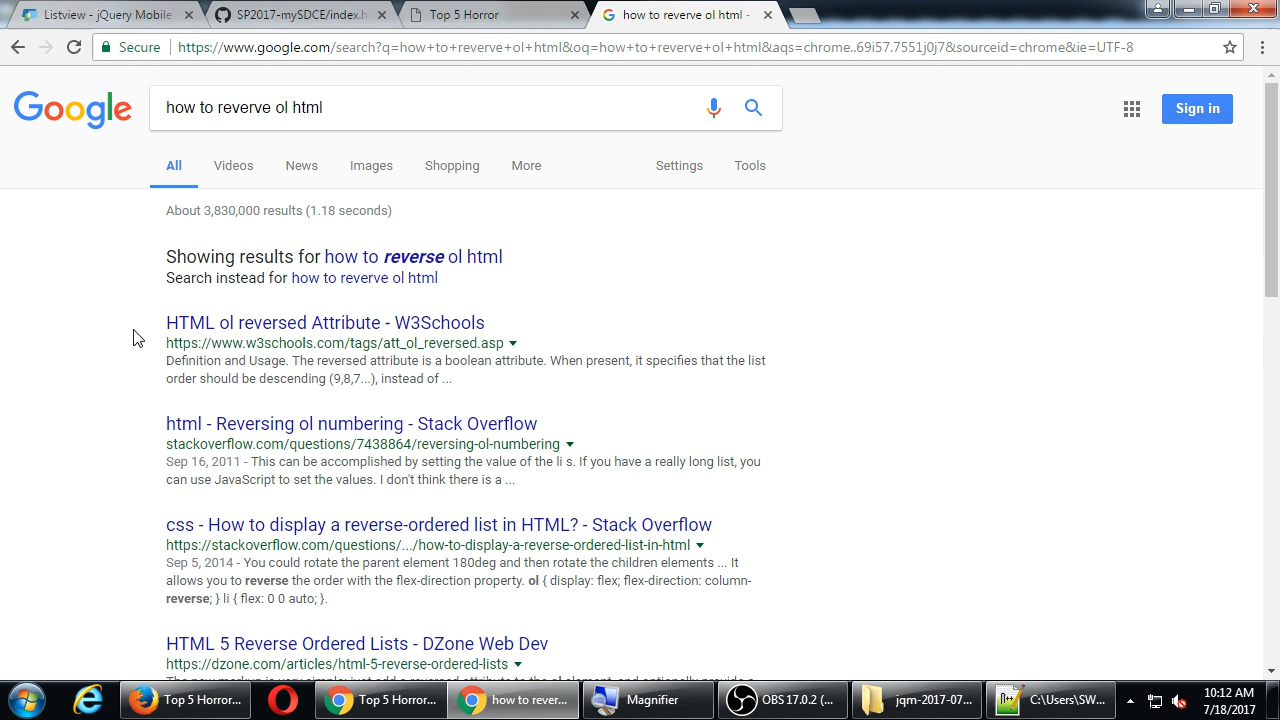 Listview - jQuery Mobile
SP2017-mySDCE/index.h
Top 5 Horror
how to reverve ol html -
Secure
https://www.google.com/search?q=how+to+reverve+ol+html&oq=how+to+reverve+ol+html&aqs=chrome..69i57.7551j0j7&sourceid=chrome&ie=UTF-8
Google
how to reverve ol html
Sign in
All
Videos
News
Images
Shopping
More
Settings
Tools
About 3,830,000 results (1.18 seconds)
Showing results for how to reverse ol html
Search instead for how to reverve ol html
HTML ol reversed Attribute - W3Schools
https://www.w3schools.com/tags/att_ol_reversed.asp
Definition and Usage. The reversed attribute is a boolean attribute. When present, it specifies that the list
order should be descending (9,8,7...), instead of ...
html - Reversing ol numbering - Stack Overflow
stackoverflow.com/questions/7438864/reversing-ol-numbering
Sep 16, 2011 - This can be accomplished by setting the value of the li s. If you have a really long list, you
can use JavaScript to set the values. I don't think there is a ...
css - How to display a reverse-ordered list in HTML? - Stack Overflow
https://stackoverflow.com/questions/.../how-to-display-a-reverse-ordered-list-in-html
Sep 5, 2014 - You could rotate the parent element 180deg and then rotate the children elements ... It
allows you to reverse the order with the flex-direction property. ol { display: flex; flex-direction: column-
reverse; } li { flex: 0 0 auto; }.
HTML 5 Reverse Ordered Lists - DZone Web Dev
https://dzone.com/articles/html-5-reverse-ordered-lists
Top 5 Horror...
Top 5 Horror...
how to rever...
Magnifier
OBS 17.0.2 (...
jqm-2017-07...
C:\Users\SW...
10:12 AM
7/18/2017